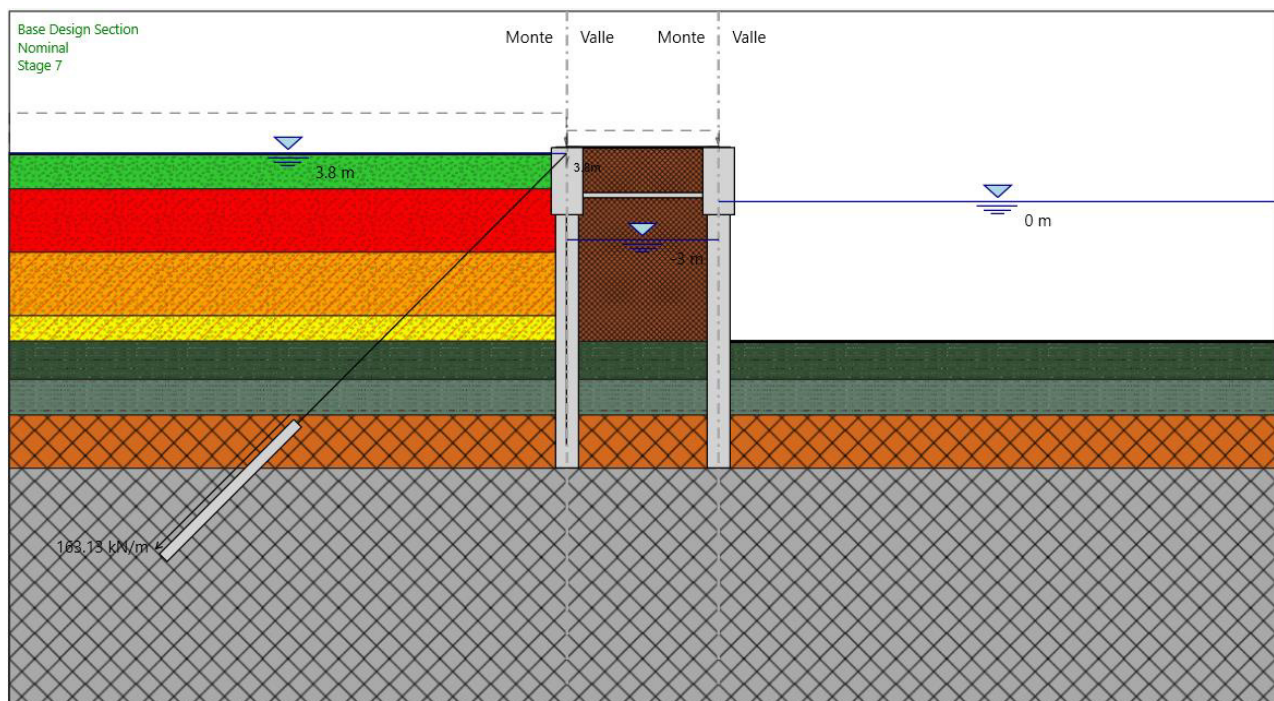 Base Design Section
Nominal
Stage 7
Monte
Valle
Monte
Valle
3.8 m
3.8m
0 m
-3 m
163.13 kN/m